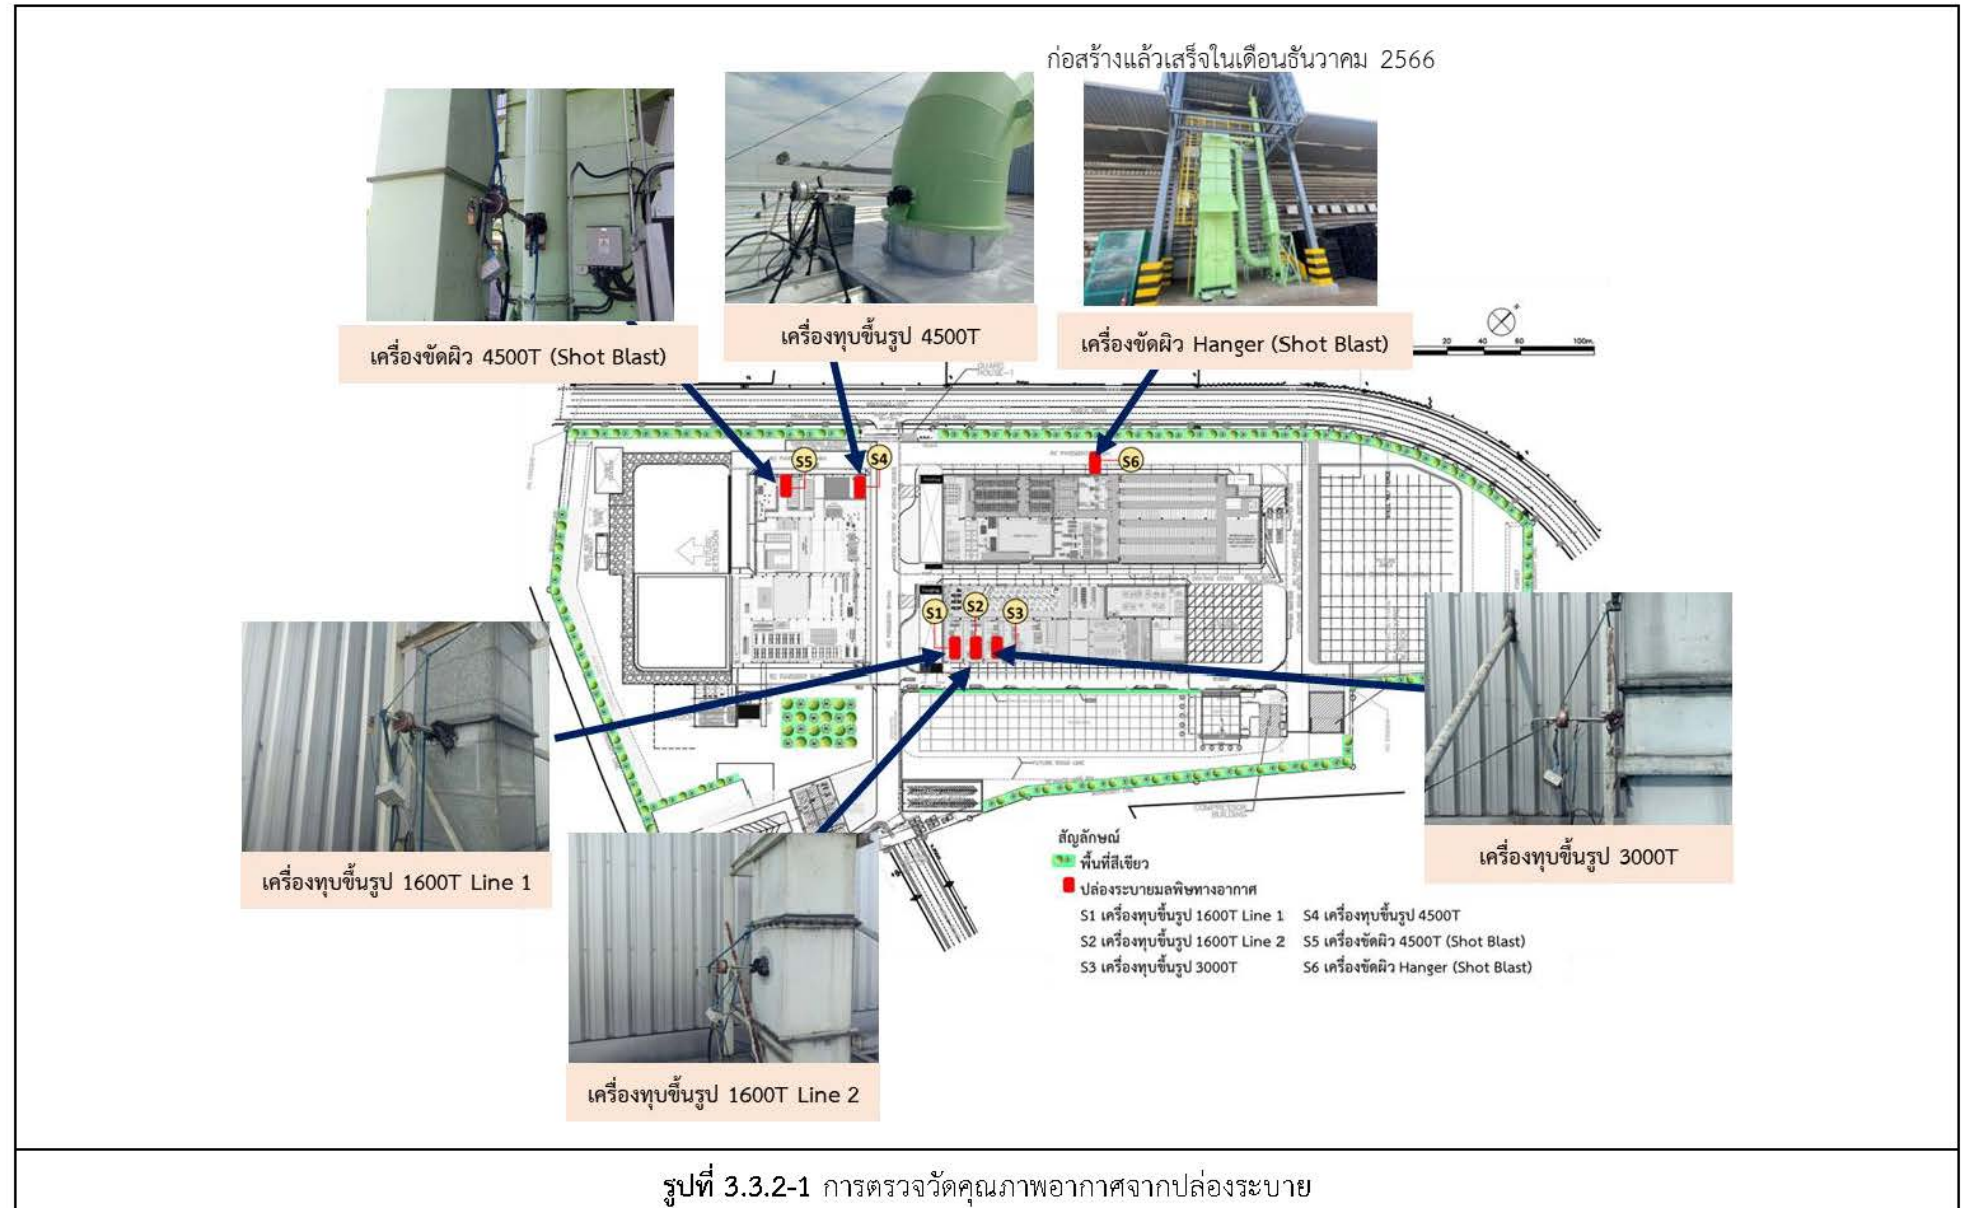 ก่อสร้างแล้วเสร็จในเดือนธันวาคม 2566
เครื่องขัดผิว 4500T (Shot Blast)
เครื่องทุบขึ้นรูป 4500T
เครื่องขัดผิว Hanger (Shot Blast)
20 40 60 100m.
GUARD
HOUSE-1
S5
S4
S6
S1
S2
S3
เครื่องทุบขึ้นรูป 1600T Line 1
เครื่องทุบขึ้นรูป 1600T Line 2
เครื่องทุบขึ้นรูป 3000T
COMPRESSOR
BUILDING
สัญลักษณ์
พื้นที่สีเขียว
ปล่องระบายมลพิษทางอากาศ
S1 เครื่องทุบขึ้นรูป 1600T Line 1 S4 เครื่องทุบขึ้นรูป 4500T
S2 เครื่องทุบขึ้นรูป 1600T Line 2 S5 เครื่องขัดผิว 4500T (Shot Blast)
S3 เครื่องทุบขึ้นรูป 3000T S6 เครื่องขัดผิว Hanger (Shot Blast)
รูปที่ 3.3.2-1 การตรวจวัดคุณภาพอากาศจากปล่องระบาย